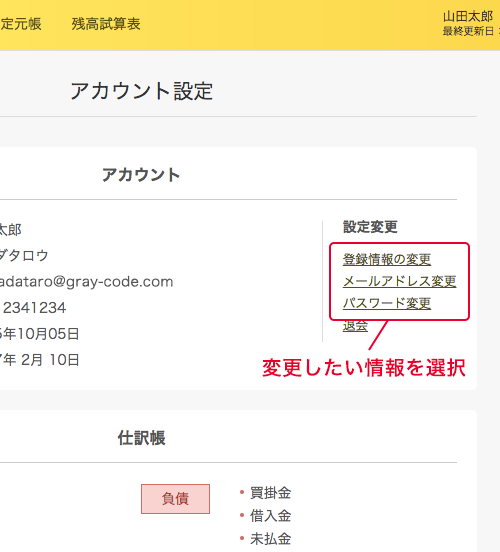 定元帳 残高試算表
山田太郎
最終更新日
アカウント設定
アカウント
太郎
ダタロウ
adataro@gray-code.com
12341234
年10月05日
年 2月 10日
設定変更
登録情報の変更
メールアドレス変更
パスワード変更
退会
変更したい情報を選択
仕訳帳
負債
・買掛金
・借入金
・未払金